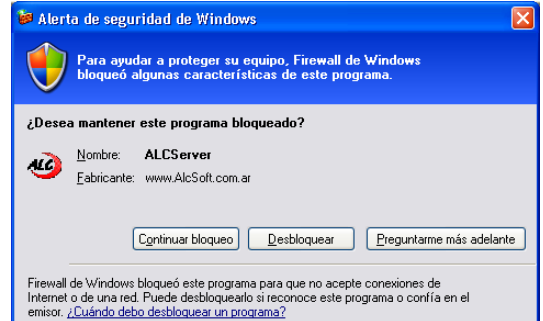 Alerta de seguridad de Windows
Para ayudar a proteger su equipo, Firewall de Windows
bloqueó algunas características de este programa.
¿Desea mantener este programa bloqueado?
ALC
Nombre: ALCServer
Fabricante: www.AlcSoft.com.ar
Continuar bloqueo Desbloquear Preguntarme más adelante
Firewall de Windows bloqueó este programa para que no acepte conexiones de
Internet o de una red. Puede desbloquearlo si reconoce este programa o confía en el
emisor. ¿Cuándo debo desbloquear un programa?